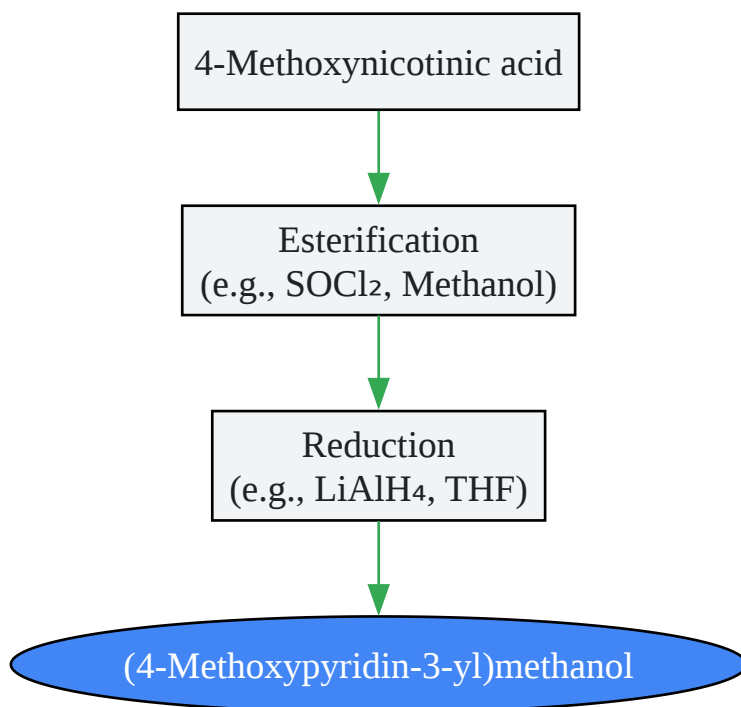 4-Methoxynicotinic acid
Esterification
(e.g., SOCl₂, Methanol)
Reduction
(e.g., LiAlH₄, THF)
(4-Methoxypyridin-3-yl)methanol